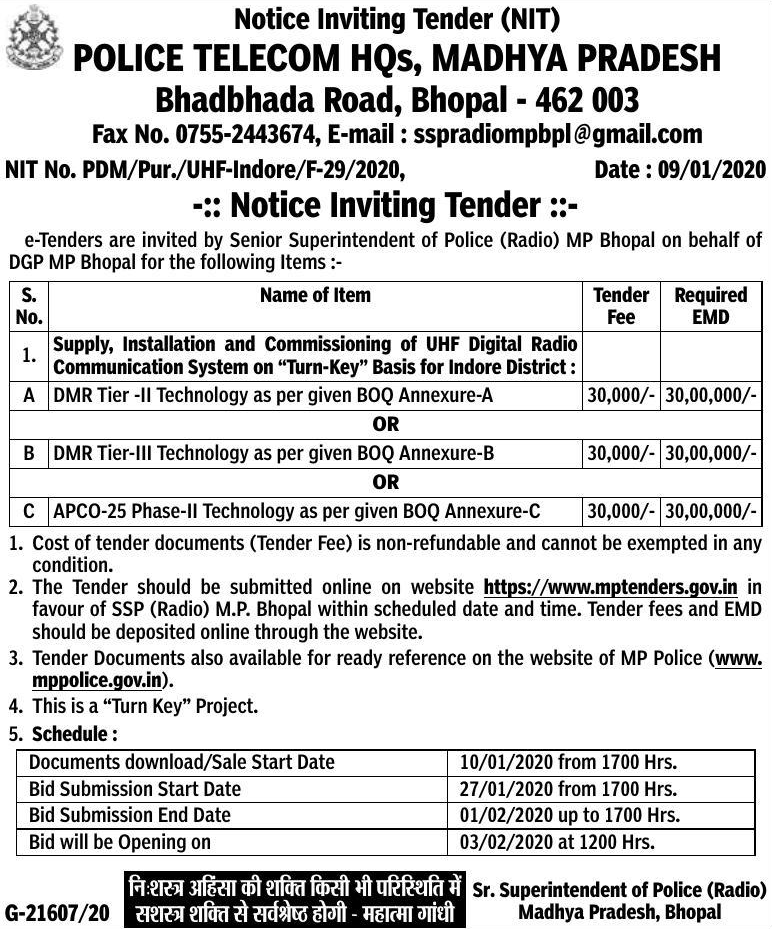 Notice Inviting Tender (NIT)
POLICE TELECOM HQs, MADHYA PRADESH
Bhadbhada Road, Bhopal - 462 003
Fax No. 0755-2443674, E-mail : sspradiompbpl@gmail.com
NIT No. PDM/Pur./UHF-Indore/F-29/2020, Date : 09/01/2020
-:: Notice Inviting Tender ::-
e-Tenders are invited by Senior Superintendent of Police (Radio) MP Bhopal on behalf of
DGP MP Bhopal for the following Items :-
S. No. Name of Item Tender Fee Required EMD
1. Supply, Installation and Commissioning of UHF Digital Radio
Communication System on “Turn-Key” Basis for Indore District :
A DMR Tier -II Technology as per given BOQ Annexure-A 30,000/- 30,00,000/-
OR
B DMR Tier-III Technology as per given BOQ Annexure-B 30,000/- 30,00,000/-
OR
C APCO-25 Phase-II Technology as per given BOQ Annexure-C 30,000/- 30,00,000/-
1. Cost of tender documents (Tender Fee) is non-refundable and cannot be exempted in any
condition.
2. The Tender should be submitted online on website https://www.mptenders.gov.in in
favour of SSP (Radio) M.P. Bhopal within scheduled date and time. Tender fees and EMD
should be deposited online through the website.
3. Tender Documents also available for ready reference on the website of MP Police (www.
mppolice.gov.in).
4. This is a “Turn Key” Project.
5. Schedule :
Documents download/Sale Start Date 10/01/2020 from 1700 Hrs.
Bid Submission Start Date 27/01/2020 from 1700 Hrs.
Bid Submission End Date 01/02/2020 up to 1700 Hrs.
Bid will be Opening on 03/02/2020 at 1200 Hrs.
निःशस्त्र अहिंसा की शक्ति किसी भी परिस्थिति में
सशस्त्र शक्ति से सर्वश्रेष्ठ होगी - महात्मा गांधी
Sr. Superintendent of Police (Radio)
G-21607/20 Madhya Pradesh, Bhopal